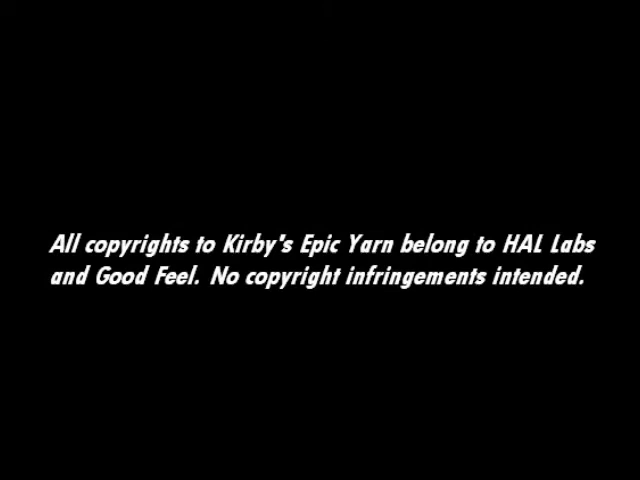 All copyrights to Kirby's Epic Yarn belong to HAL Labs
and Good Feel. No copyright infringements intended.